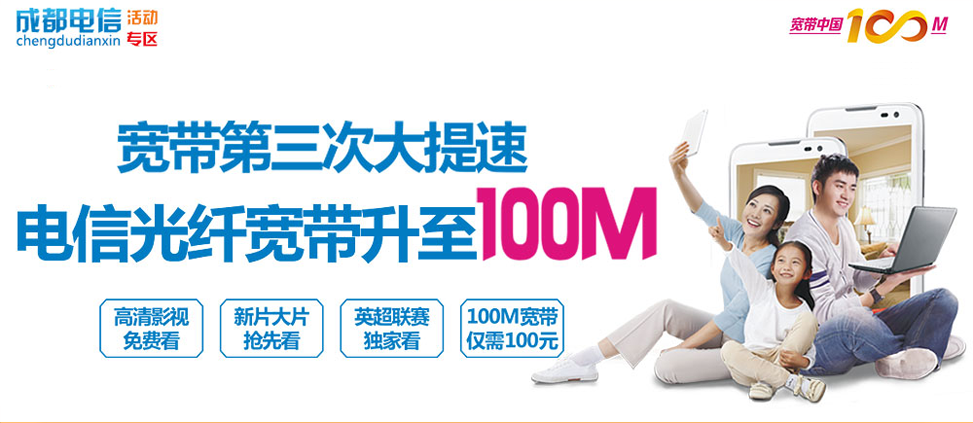 成都电信 活动
chengdudianxin 专区
宽带中国 100M
宽带第三次大提速
电信光纤宽带升至100M
高清影视
免费看
新片大片
抢先看
英超联赛
独家看
100M宽带
仅需100元